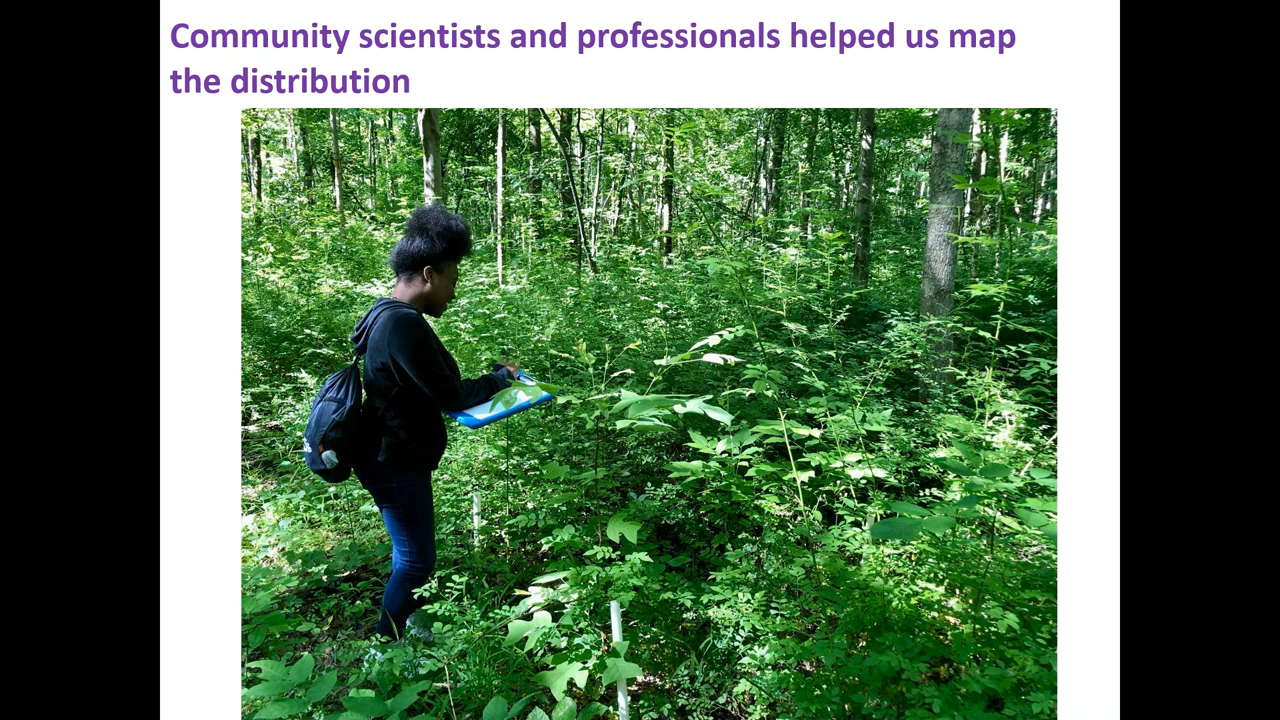 Community scientists and professionals helped us map
the distribution